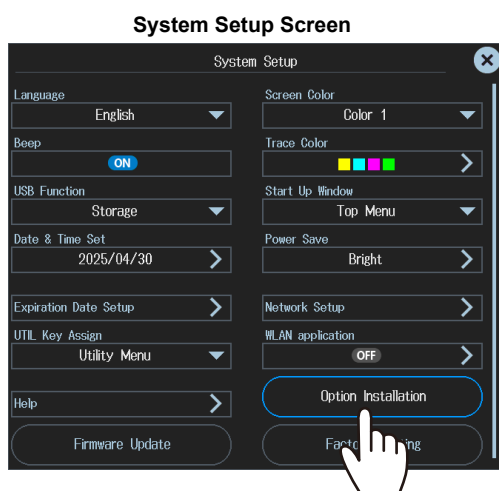 System Setup Screen
System Setup
Language
English
Screen Color
Color 1
Beep
ON
Trace Color
USB Function
Storage
Start Up Window
Top Menu
Date & Time Set
2025/04/30
Power Save
Bright
Expiration Date Setup
Network Setup
UTIL Key Assign
Utility Menu
WLAN application
OFF
Help
Option Installation
Firmware Update